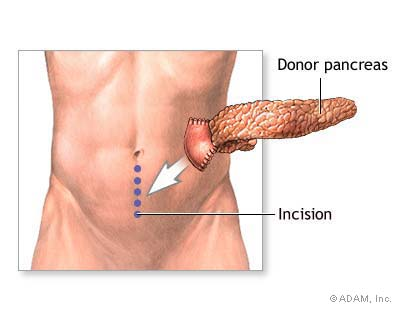 Donor pancreas
Incision
© ADAM, Inc.